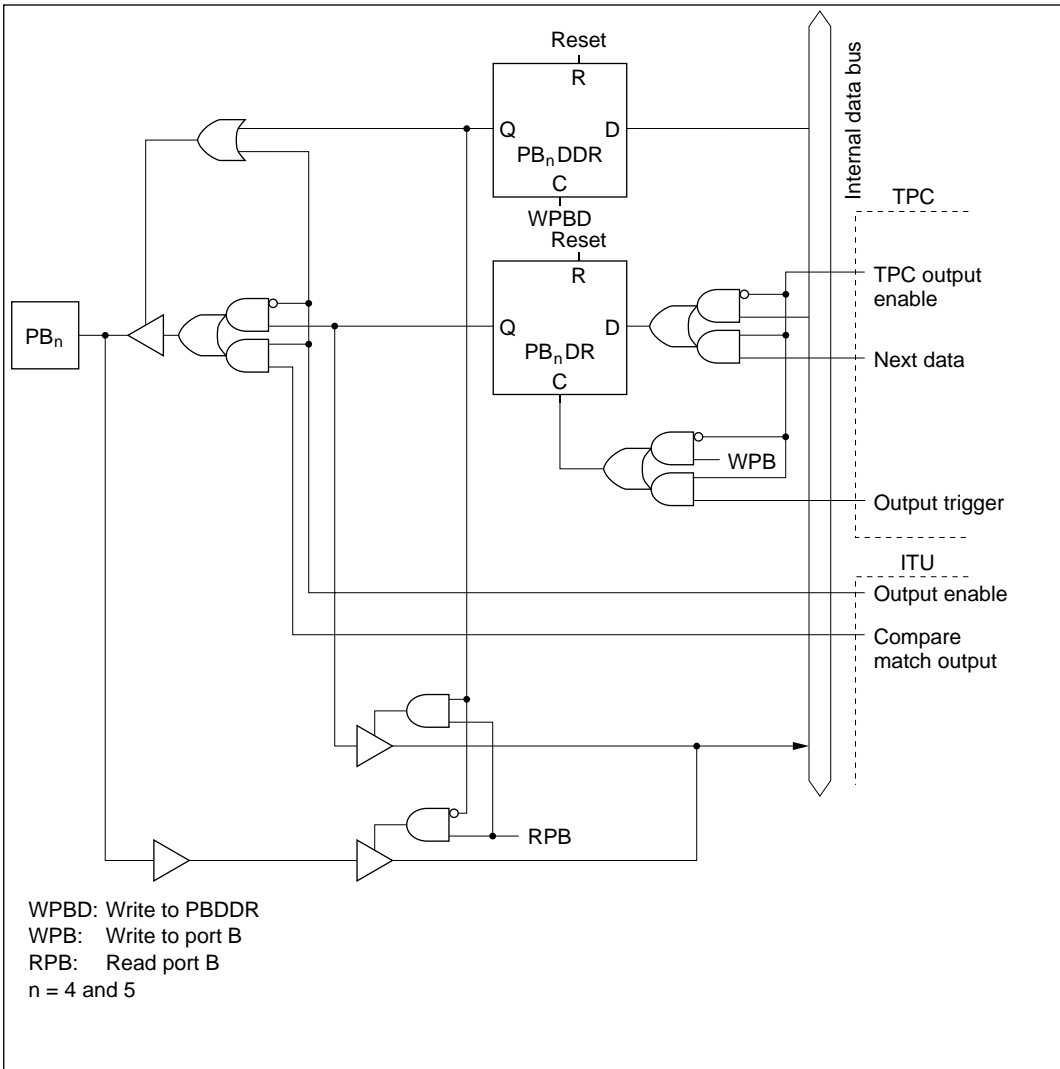 Reset
R
Q
D
PBnDDR
C
WPBD
Internal data bus
TPC
Reset
R
TPC output
enable
PBn
Q
D
PBnDR
C
Next data
WPB
Output trigger
ITU
Output enable
Compare
match output
RPB
WPBD: Write to PBDDR
WPB: Write to port B
RPB: Read port B
n = 4 and 5